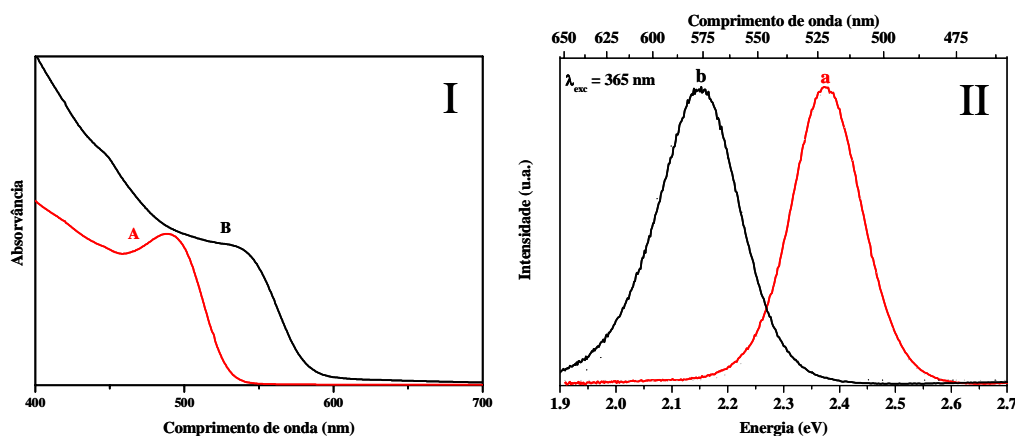 I
A
B
Absorvância
400
500
600
700
Comprimento de onda (nm)
Comprimento de onda (nm)
650 625 600 575 550 525 500 475
λexc = 365 nm
b
a
II
Intensidade (u.a.)
1.9 2.0 2.1 2.2 2.3 2.4 2.5 2.6 2.7
Energia (eV)